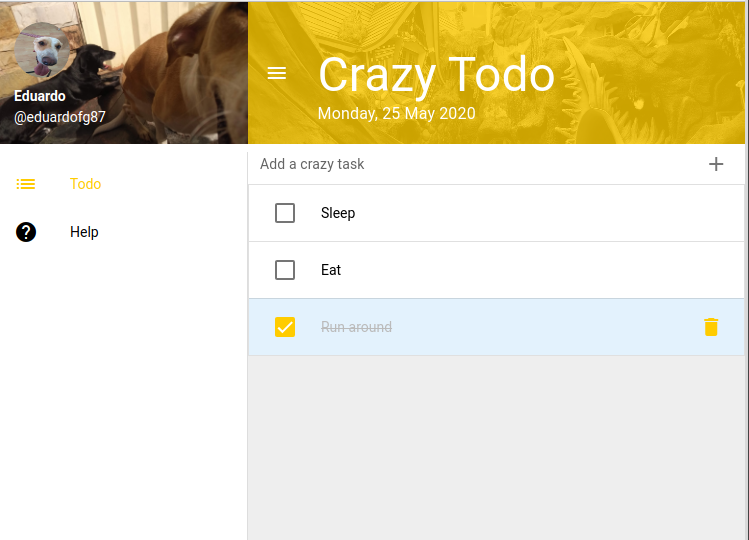 Eduardo
@eduardofg87
Todo
Help
Crazy Todo
Monday, 25 May 2020
Add a crazy task
Sleep
Eat
Run around